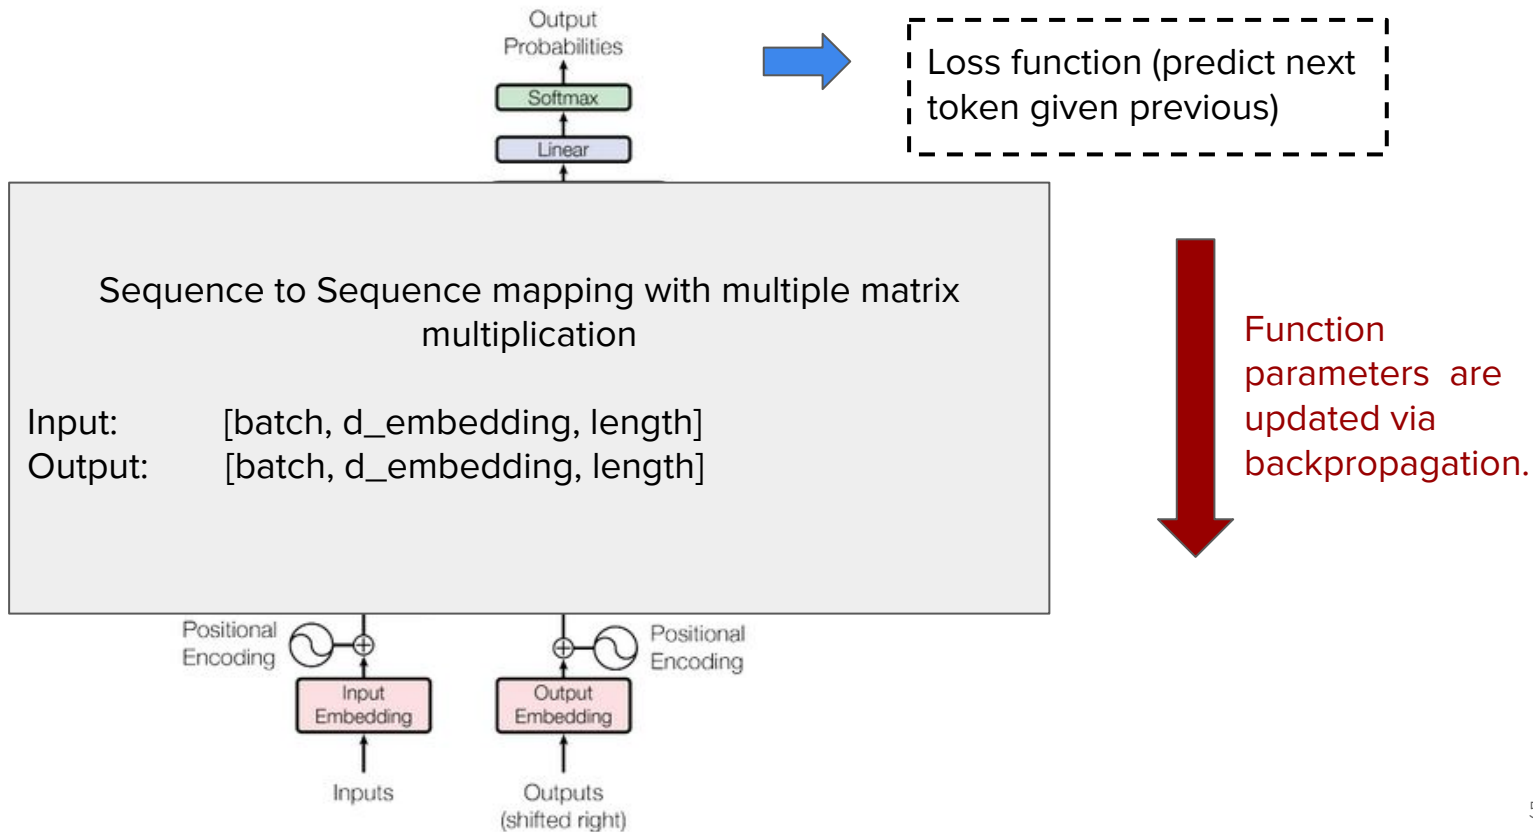 Output
Probabilities
Softmax
Linear
Loss function (predict next
token given previous)
Sequence to Sequence mapping with multiple matrix
multiplication
Input: [batch, d_embedding, length]
Output: [batch, d_embedding, length]
Function
parameters are
updated via
backpropagation.
Positional
Encoding
Positional
Encoding
Input
Embedding
Output
Embedding
Inputs
Outputs
(shifted right)